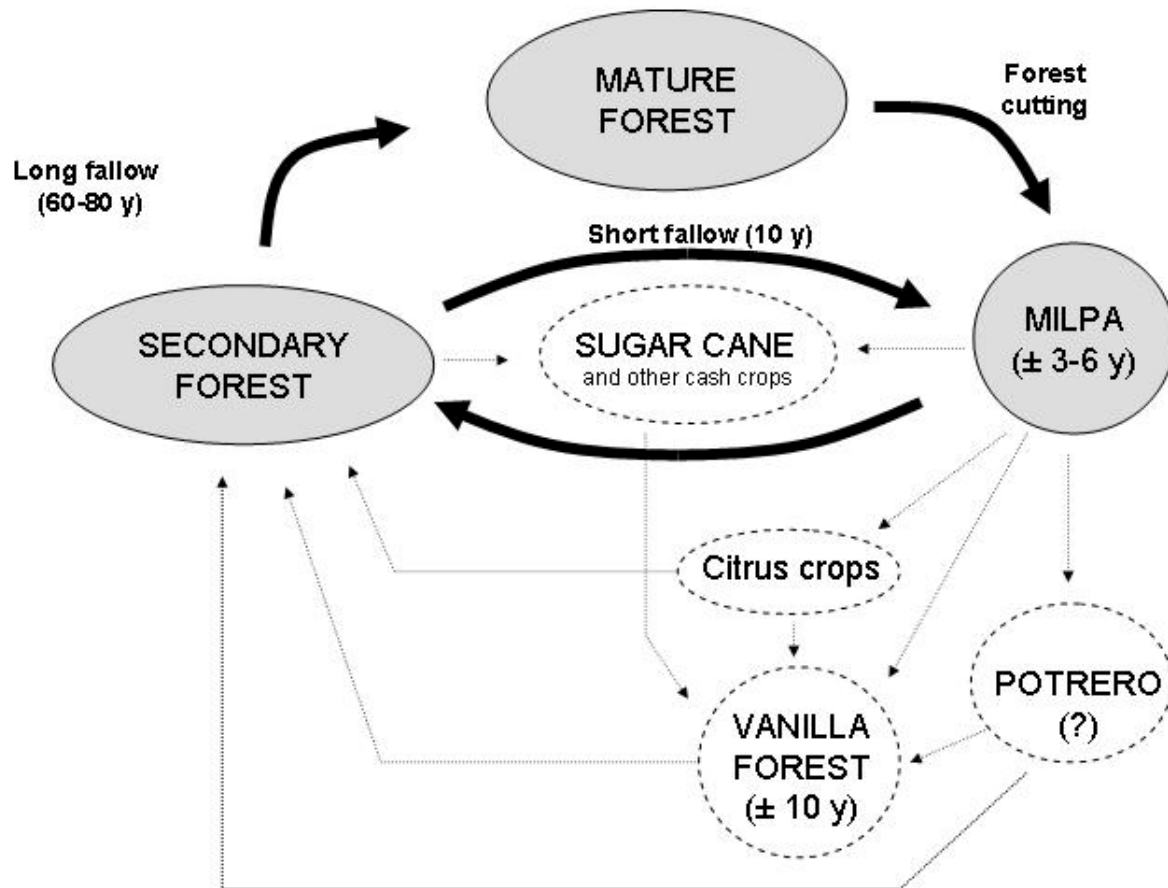 MATURE
FOREST
Forest
cutting
Long fallow
(60-80 y)
Short fallow (10 y)
SECONDARY
FOREST
SUGAR CANE
and other cash crops
MILPA
(± 3-6 y)
Citrus crops
VANILLA
FOREST
(± 10 y)
POTRERO
(?)